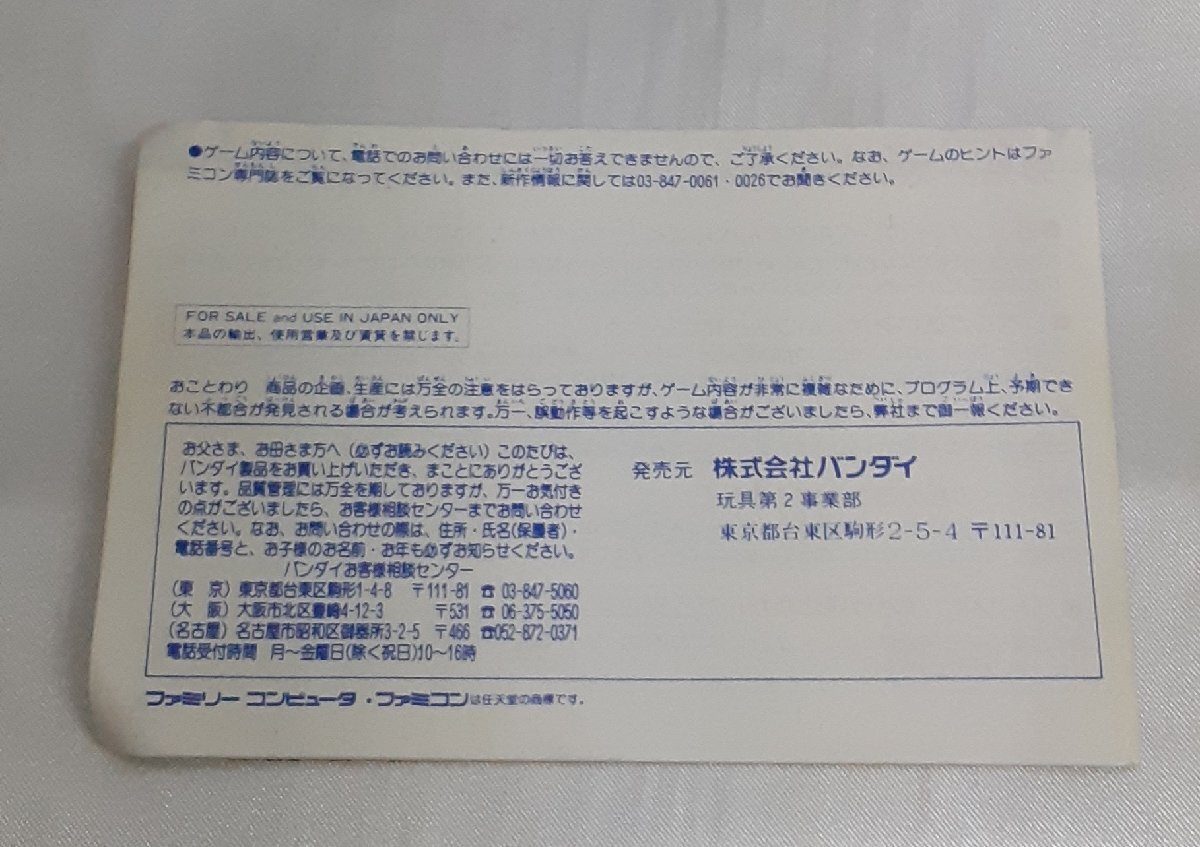 ●ゲーム内容について、電話でのお問い合わせには一切お答えできませんので、ご了承ください。なお、ゲームのヒントはファ
ミコン専門誌をご覧になってください。また、新作情報に関しては03-847-0061・0026でお聞きください。
FOR SALE and USE IN JAPAN ONLY
本品の輸出、使用営業及び賃貸を禁じます。
おことわり　商品の企画、生産には万全の注意をはらっておりますが、ゲーム内容が非常に複雑なために、プログラム上、予期でき
ない不都合が発見される場合が考えられます。万一、誤動作等を起こすような場合がございましたら、弊社まで御一報ください。
お父さま、お母さま方へ（必ずお読みください）このたびは、
バンダイ製品をお買い上げいただき、まことにありがとうござ
います。品質管理には万全を期しておりますが、万一お気付き
の点がございましたら、お客様相談センターまでお問い合わせ
ください。なお、お問い合わせの際は、住所・氏名(保護者)・
電話番号と、お子様のお名前・お年も必ずお知らせください。
バンダイお客様相談センター
（東　京）東京都台東区駒形1-4-8　〒111-81 ☎ 03-847-5060
（大　阪）大阪市北区豊崎4-12-3　〒531 ☎ 06-375-5050
（名古屋）名古屋市昭和区御器所3-2-5　〒466 ☎052-872-0371
電話受付時間　月〜金曜日(除く祝日)10〜16時
発売元　株式会社バンダイ
玩具第2事業部
東京都台東区駒形2-5-4 〒111-81
ファミリーコンピュータ・ファミコンは任天堂の商標です。